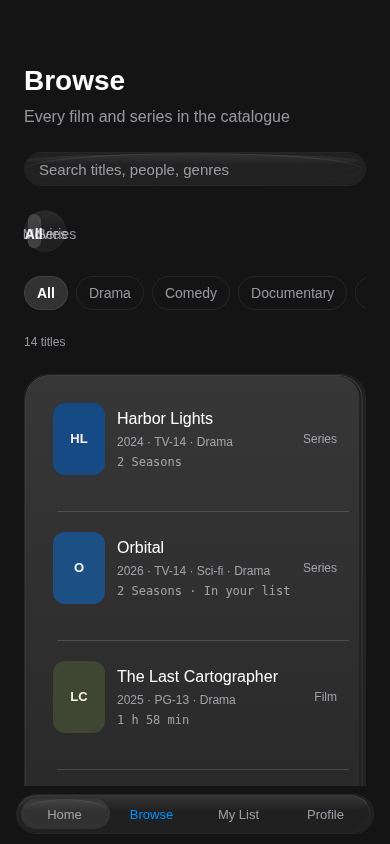 Browse
Every film and series in the catalogue
Search titles, people, genres
All
All Drama Comedy Documentary
14 titles
HL
Harbor Lights
2024 · TV-14 · Drama
2 Seasons
Series
O
Orbital
2026 · TV-14 · Sci-fi · Drama
2 Seasons · In your list
Series
LC
The Last Cartographer
2025 · PG-13 · Drama
1 h 58 min
Film
Home Browse My List Profile